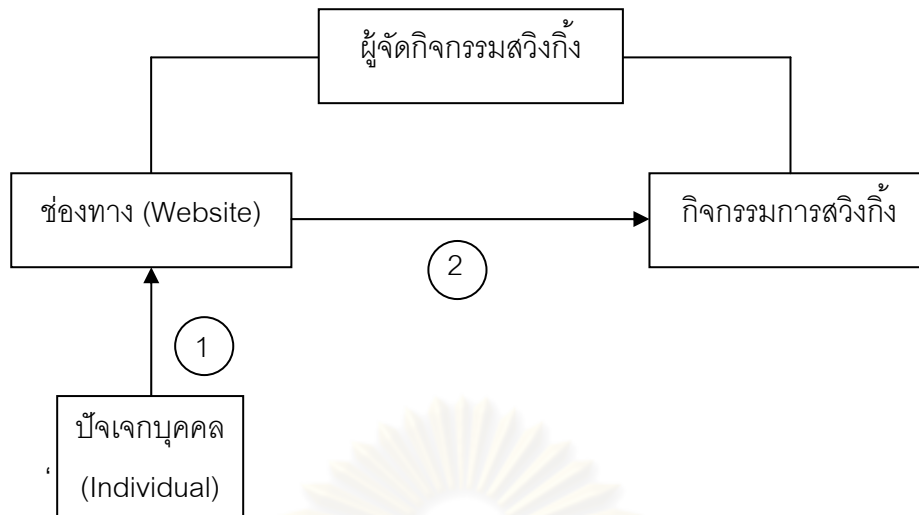 ผู้จัดกิจกรรมสวิงกิ้ง
ช่องทาง (Website)
กิจกรรมการสวิงกิ้ง
2
1
ปัจเจกบุคคล
‘
(Individual)